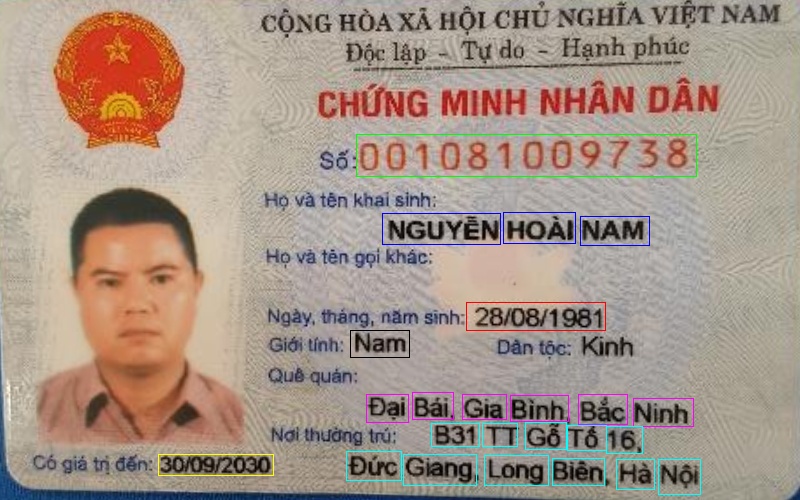 CỘNG HÒA XÃ HỘI CHỦ NGHĨA VIỆT NAM
Độc lập - Tự do - Hạnh phúc
CHỨNG MINH NHÂN DÂN
Số: 001081009738
Họ và tên khai sinh:
NGUYỄN HOÀI NAM
Họ và tên gọi khác:
Ngày, tháng, năm sinh: 28/08/1981
Giới tính: Nam Dân tộc: Kinh
Quê quán:
Đại Bái, Gia Bình, Bắc Ninh
Nơi thường trú: B31 TT Gỗ Tổ 16,
Đức Giang, Long Biên, Hà Nội
Có giá trị đến: 30/09/2030